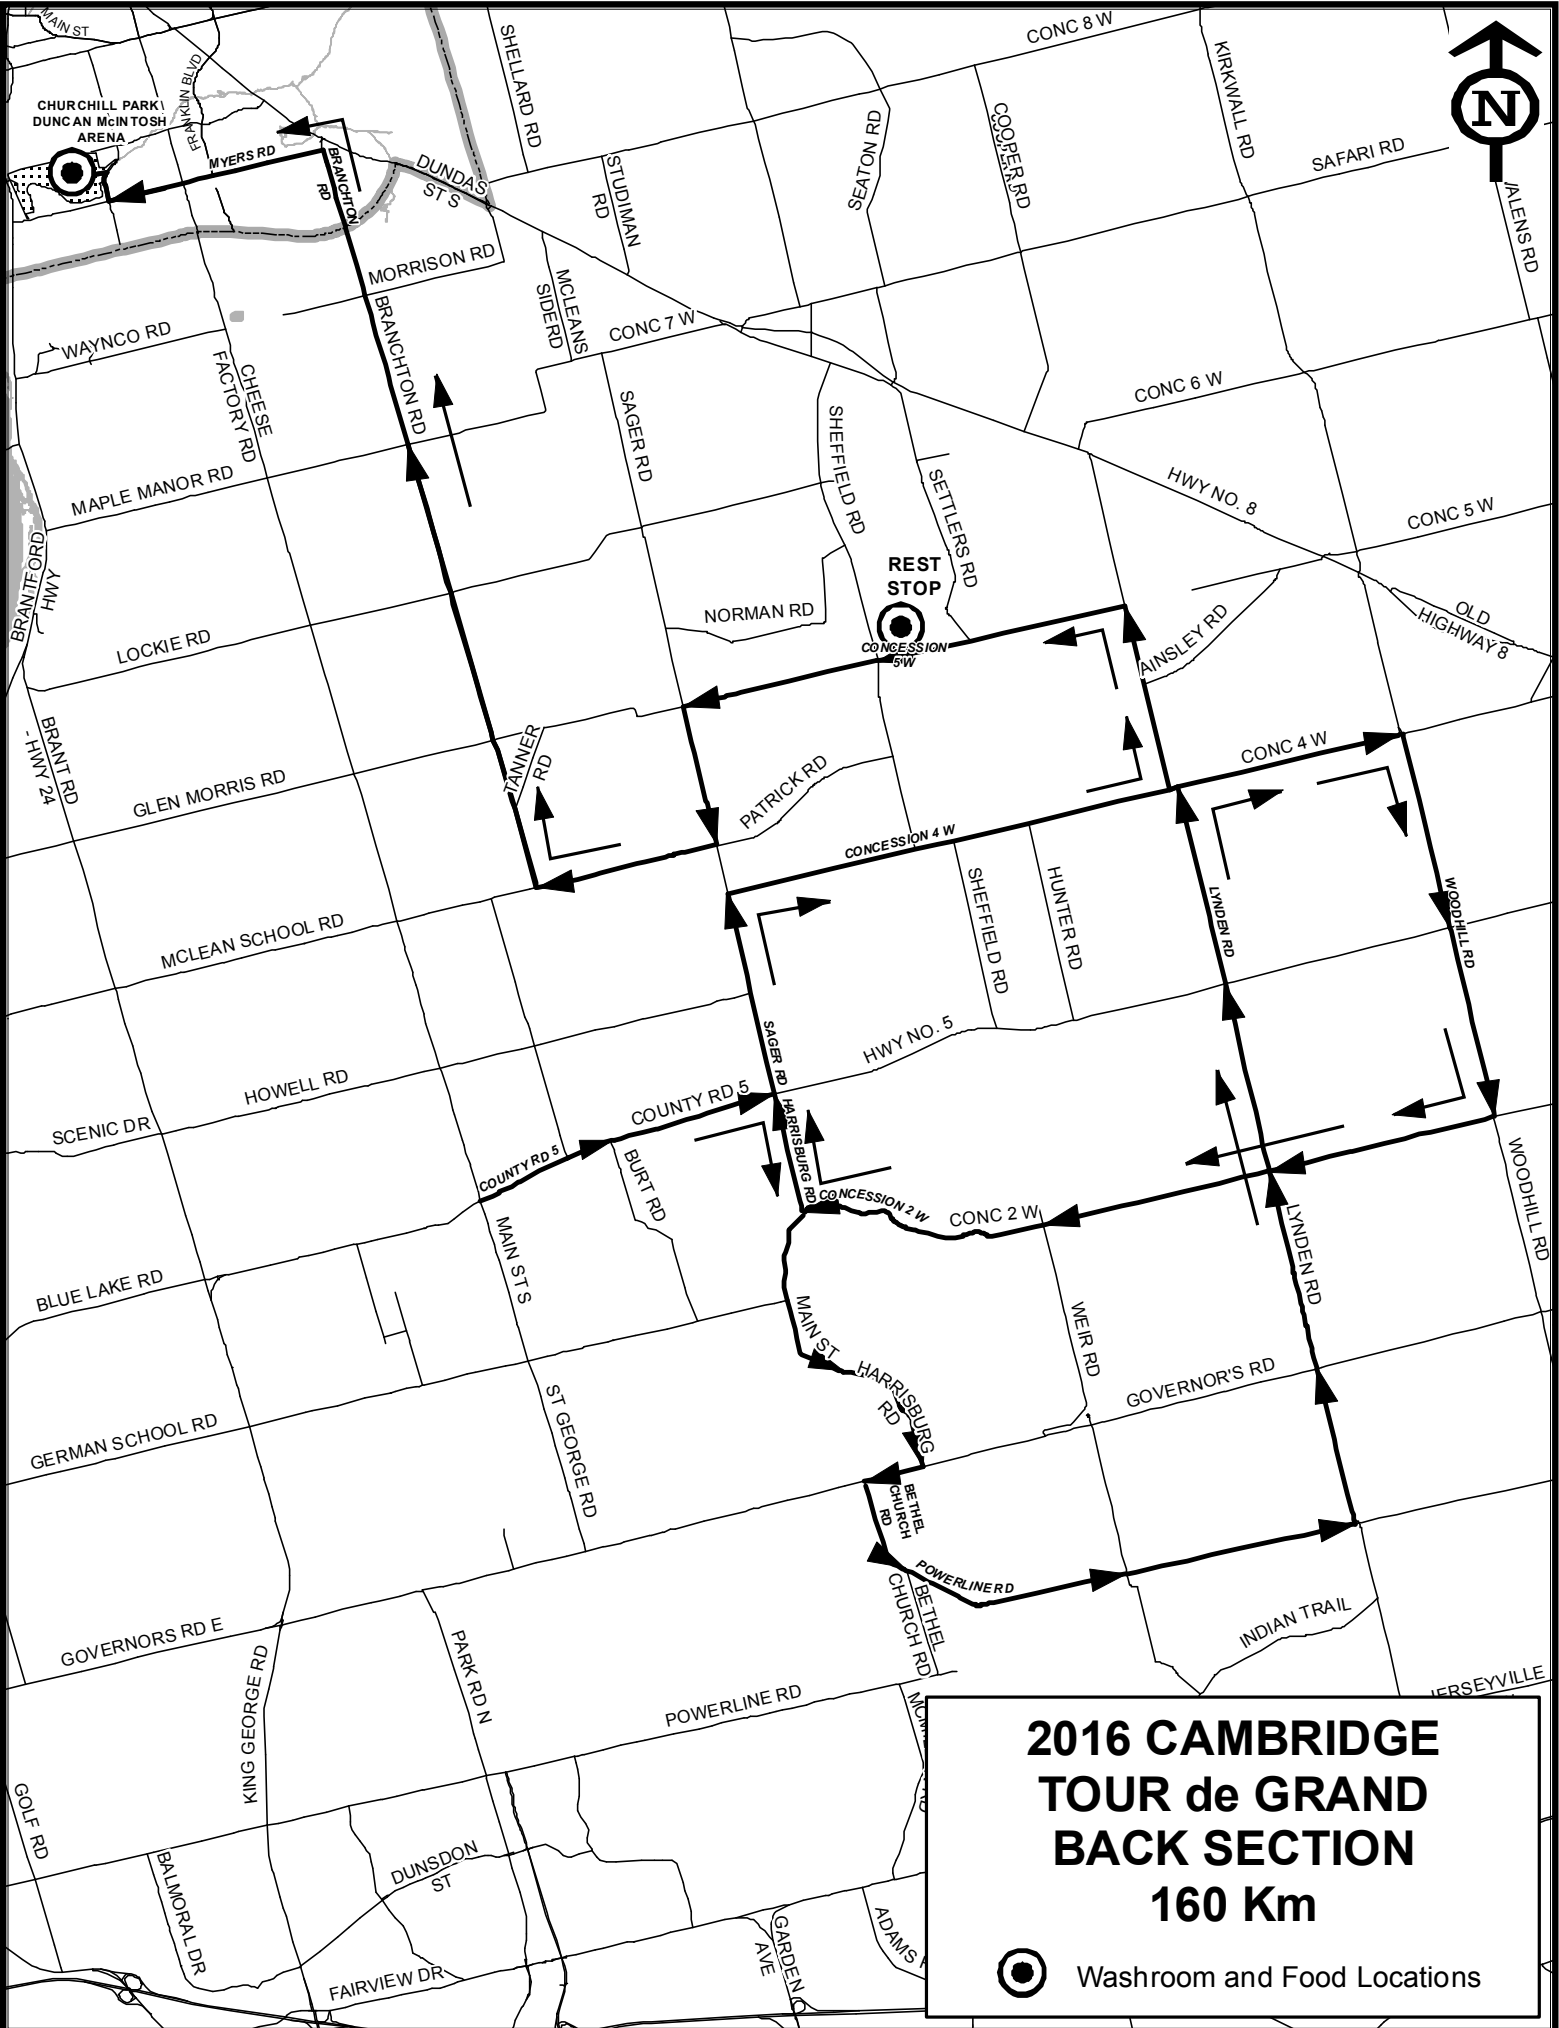 MAIN ST
FRANKLIN BLVD
SHELLARD RD
CONC 8 W
KIRKWALL RD
N
CHURCHILL PARK\
DUNCAN McINTOSH
ARENA
MYERS RD
BRANCHTON
RD
DUNDAS
ST S
STUDIMAN
RD
SEATON RD
COOPER RD
SAFARI RD
VALENS RD
MORRISON RD
MCLEANS
SIDERD
CONC 7 W
WAYNCO RD
CHEESE
FACTORY RD
BRANCHTON RD
SAGER RD
SHEFFIELD RD
CONC 6 W
HWY NO. 8
CONC 5 W
MAPLE MANOR RD
SETTLERS RD
BRANTFORD
HWY
REST
STOP
NORMAN RD
CONCESSION
5 W
AINSLEY RD
OLD
HIGHWAY 8
LOCKIE RD
BRANT RD
- HWY 24
TANNER
RD
GLEN MORRIS RD
PATRICK RD
CONC 4 W
CONCESSION 4 W
SHEFFIELD RD
HUNTER RD
LYNDEN RD
WOODHILL RD
MCLEAN SCHOOL RD
SAGER RD
HWY NO. 5
HOWELL RD
COUNTY RD 5
SCENIC DR
HARRISBURG RD
COUNTY RD 5
BURT RD
CONCESSION 2 W
CONC 2 W
LYNDEN RD
WOODHILL RD
MAIN ST S
BLUE LAKE RD
MAIN ST
WEIR RD
HARRISBURG
RD
GOVERNOR'S RD
GERMAN SCHOOL RD
ST GEORGE RD
BETHEL
CHURCH
RD
POWERLINE RD
BETHEL
CHURCH RD
INDIAN TRAIL
GOVERNORS RD E
KING GEORGE RD
PARK RD N
POWERLINE RD
JERSEYVILLE
GOLF RD
BALMORAL DR
DUNSDON
ST
FAIRVIEW DR
GARDEN
AVE
ADAMS
2016 CAMBRIDGE
TOUR de GRAND
BACK SECTION
160 Km
Washroom and Food Locations